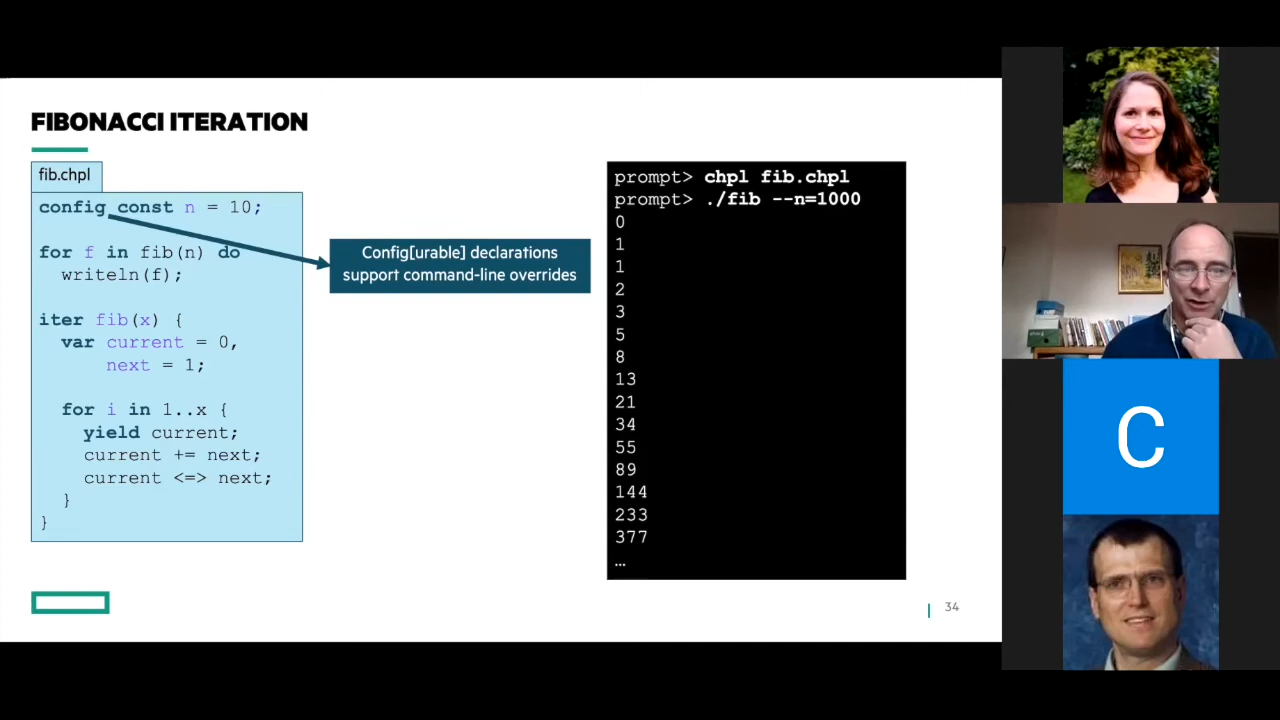 FIBONACCI ITERATION
fib.chpl
config const n = 10;
for f in fib(n) do
writeln(f);
iter fib(x) {
var current = 0,
next = 1;
for i in 1..x {
yield current;
current += next;
current <=> next;
}
}
Config[urable] declarations
support command-line overrides
prompt> chpl fib.chpl
prompt> ./fib --n=1000
0
1
1
2
3
5
8
13
21
34
55
89
144
233
377
…
34
C